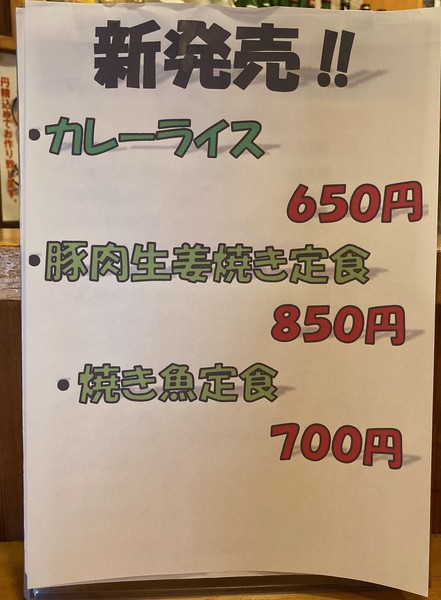 新発売!!
・カレーライス
650円
・豚肉生姜焼き定食
850円
・焼き魚定食
700円